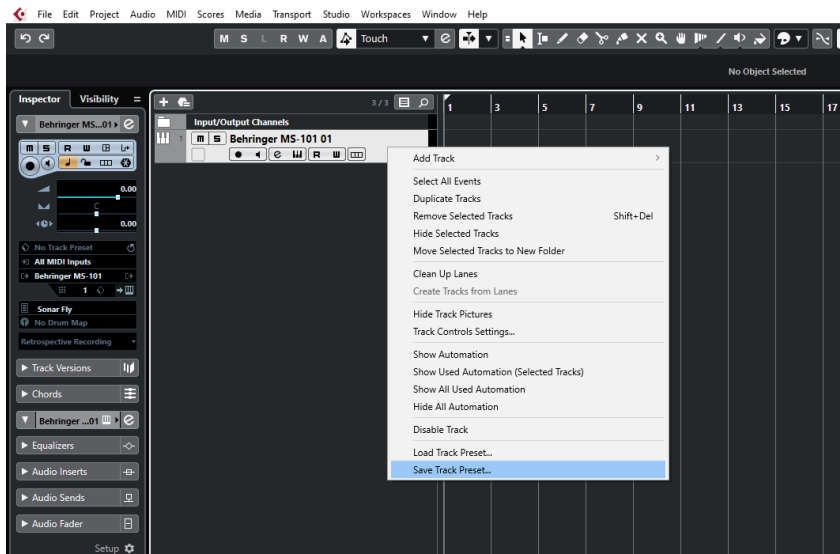 File Edit Project Audio MIDI Scores Media Transport Studio Workspaces Window Help
M S L R W A Touch
No Object Selected
Inspector Visibility
3 / 3
1 3 5 7 9 11 13 15 17
Behringer MS...01
Input/Output Channels
1 m S Behringer MS-101 01
R
m S R
0.00
C
0.00
No Track Preset
All MIDI Inputs
Behringer MS-101
1
Sonar Fly
No Drum Map
Retrospective Recording
Track Versions
Chords
Behringer ...01
Equalizers
Audio Inserts
Audio Sends
Audio Fader
Setup
Add Track
Select All Events
Duplicate Tracks
Remove Selected Tracks Shift+Del
Hide Selected Tracks
Move Selected Tracks to New Folder
Clean Up Lanes
Create Tracks from Lanes
Hide Track Pictures
Track Controls Settings...
Show Automation
Show Used Automation (Selected Tracks)
Show All Used Automation
Hide All Automation
Disable Track
Load Track Preset...
Save Track Preset...